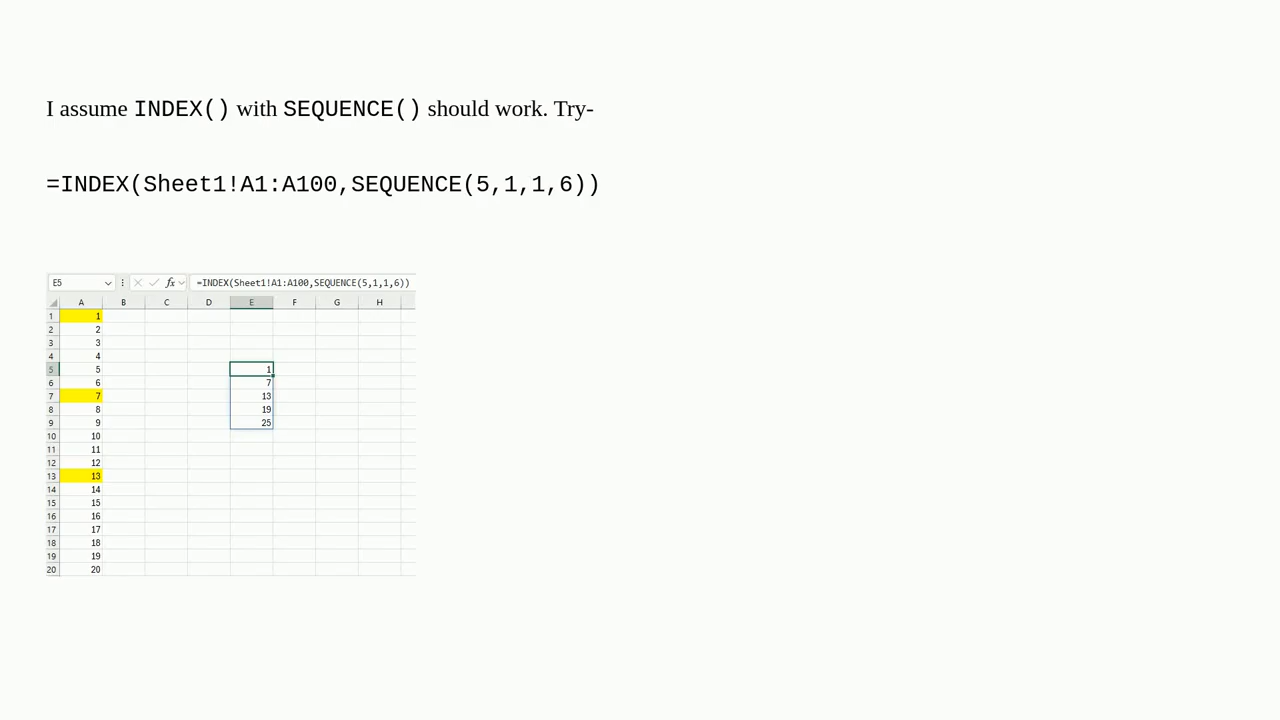 I assume INDEX() with SEQUENCE() should work. Try-
=INDEX(Sheet1!A1:A100,SEQUENCE(5,1,1,6))
E5 fx =INDEX(Sheet1!A1:A100,SEQUENCE(5,1,1,6))
A B C D E F G H
1 1
2 2
3 3
4 4
5 5 1
6 6 7
7 7 13
8 8 19
9 9 25
10 10
11 11
12 12
13 13
14 14
15 15
16 16
17 17
18 18
19 19
20 20